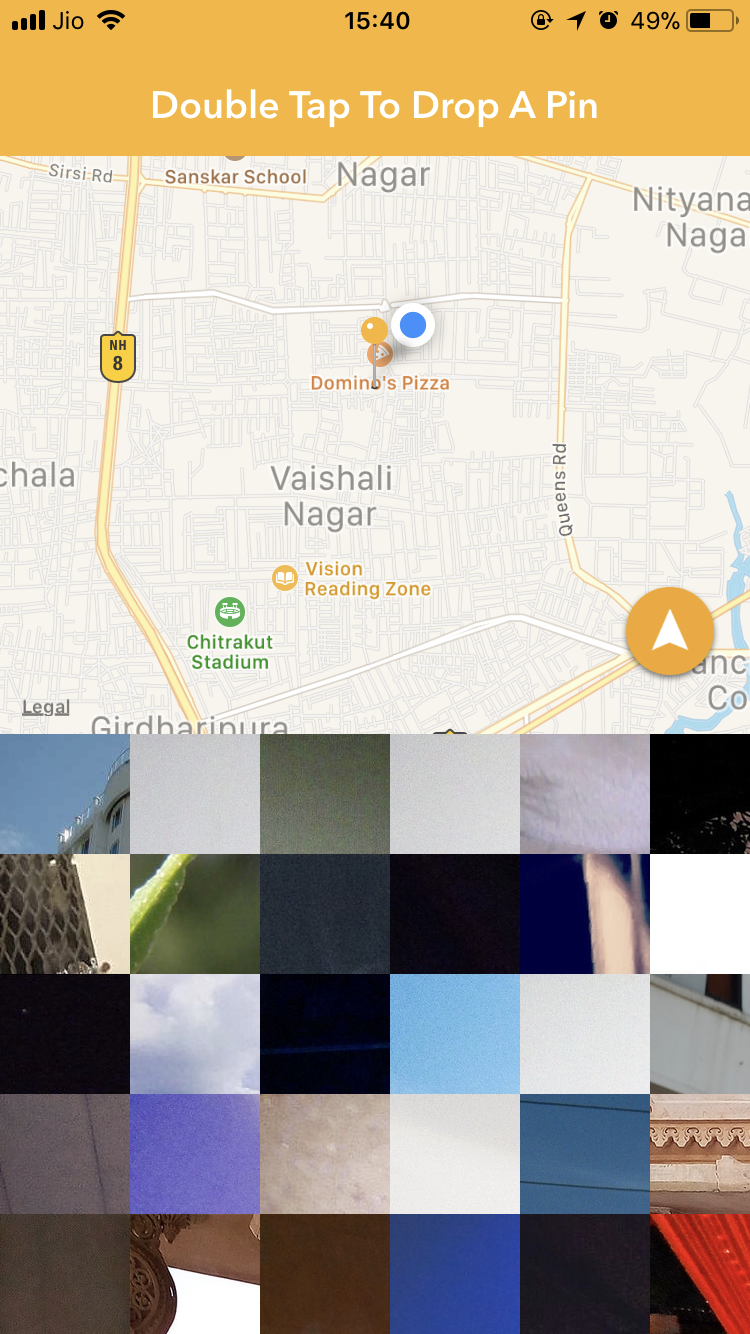 Jio
15:40
49%
Double Tap To Drop A Pin
Sirsi Rd
Sanskar School
Nagar
Nityana
Naga
NH
8
Domino's Pizza
chala
Vaishali
Nagar
Queens Rd
Vision
Reading Zone
Chitrakut
Stadium
anc
Co
Legal
Girdharipura